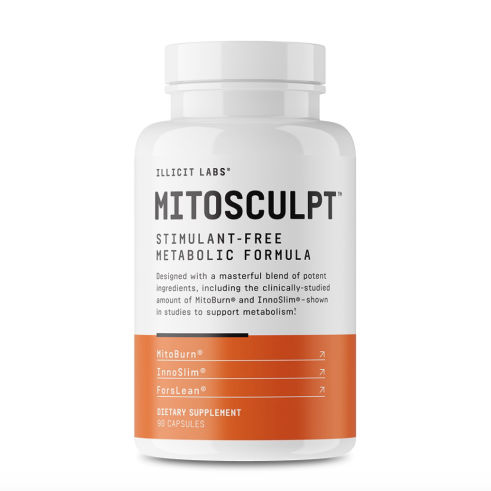 ILLICIT LABS®
MITOSCULPT™
STIMULANT-FREE
METABOLIC FORMULA
Designed with a masterful blend of potent
ingredients, including the clinically-studied
amount of MitoBurn® and InnoSlim®-shown
in studies to support metabolism!
MitoBurn®
InnoSlim®
ForsLean®
DIETARY SUPPLEMENT
90 CAPSULES